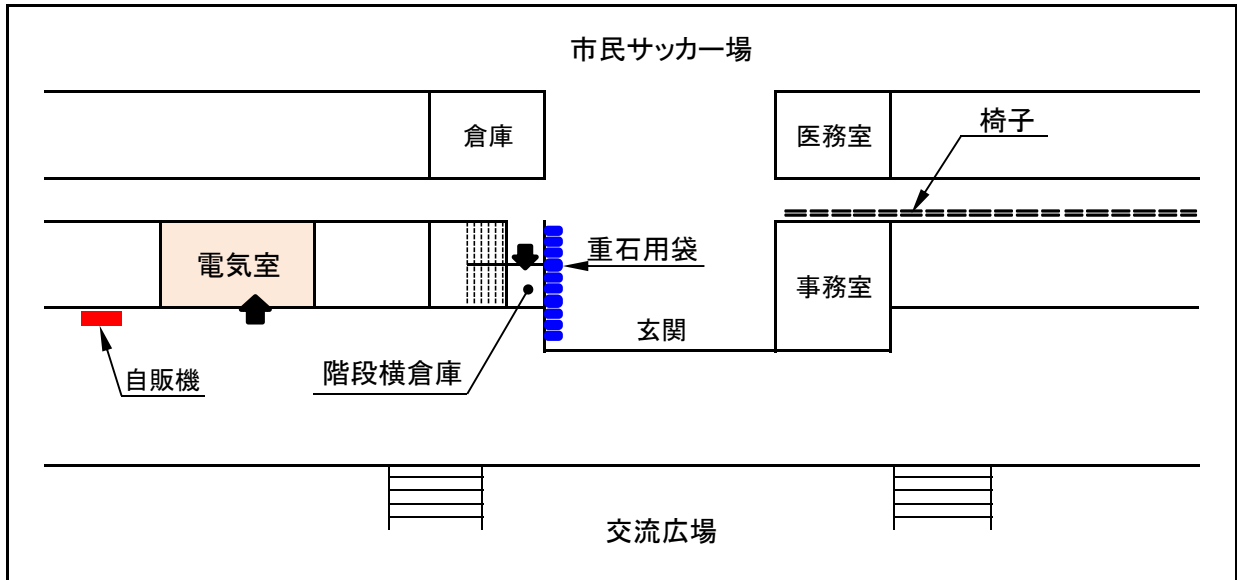 市民サッカー場
倉庫
医務室
椅子
電気室
重石用袋
事務室
玄関
階段横倉庫
自販機
交流広場